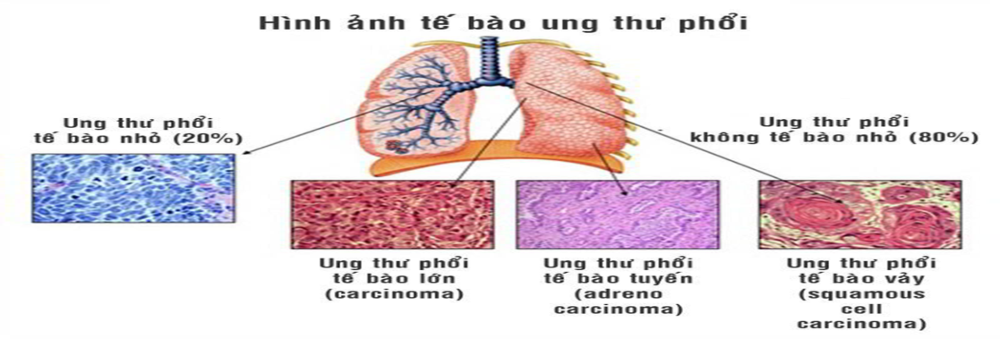 Hình ảnh tế bào ung thư phổi
Ung thư phổi
tế bào nhỏ (20%)
Ung thư phổi
không tế bào nhỏ (80%)
Ung thư phổi
tế bào lớn
(carcinoma)
Ung thư phổi
tế bào tuyến
(adreno
carcinoma)
Ung thư phổi
tế bào vảy
(squamous
cell
carcinoma)